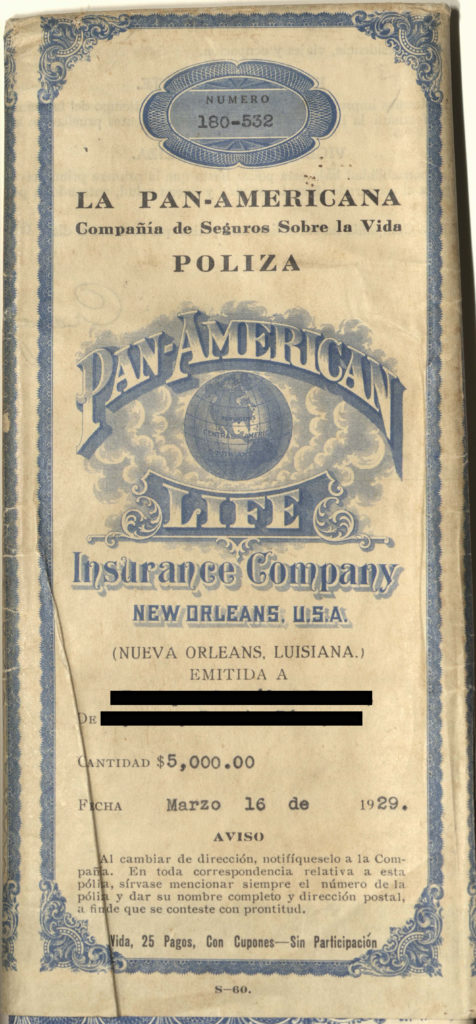 NUMERO
180-532
LA PAN-AMERICANA
Compañía de Seguros Sobre la Vida
POLIZA
PAN-AMERICAN
LIFE
Insurance Company
NEW ORLEANS, U.S.A.
(NUEVA ORLEANS, LUISIANA.)
EMITIDA A
DE
CANTIDAD $5,000.00
FECHA Marzo 16 de 1929.
AVISO
Al cambiar de dirección, notifíqueselo a la Com-
pañía. En toda correspondencia relativa a esta
póliza, sírvase mencionar siempre el número de la
póliza y dar su nombre completo y dirección postal,
a fin de que se conteste con prontitud.
Vida, 25 Pagos, Con Cupones—Sin Participación
S—60.